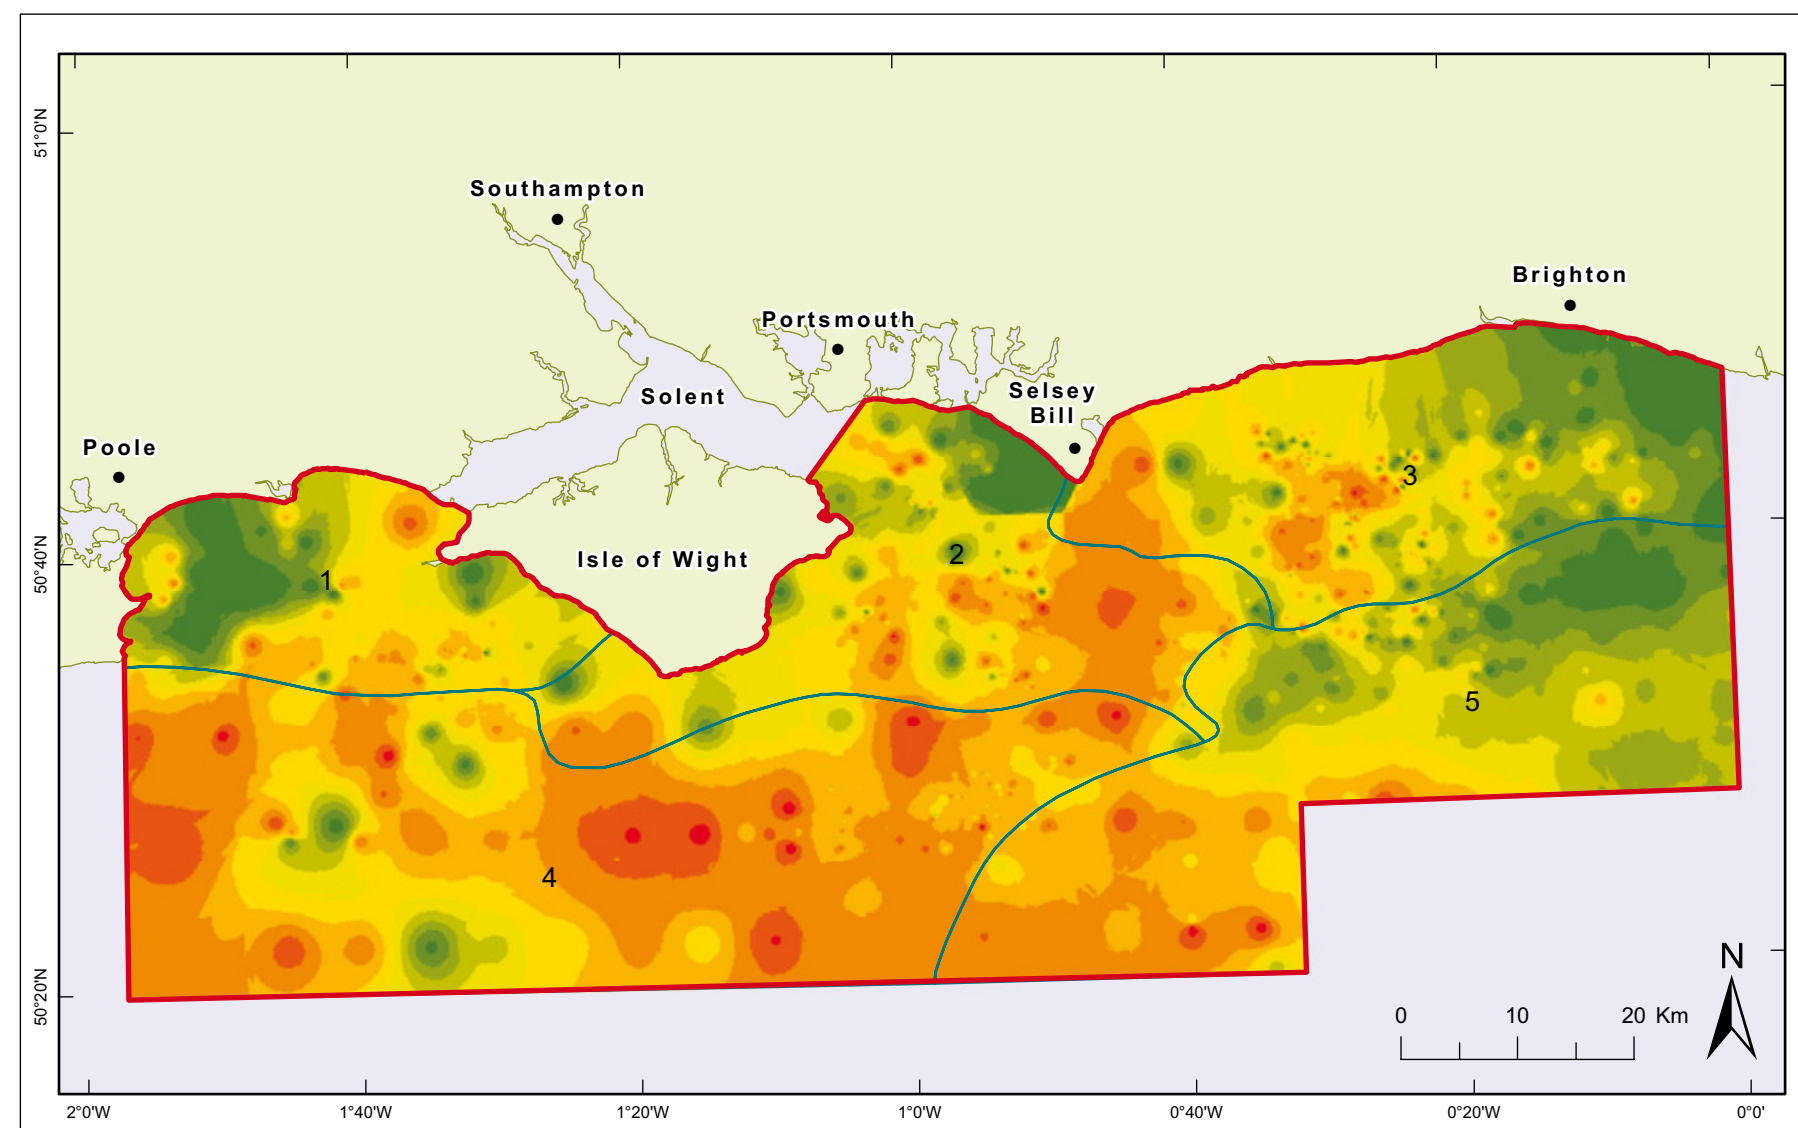 51°0'N
Southampton
Brighton
Portsmouth
Selsey
Bill
Solent
Poole
3
50°40'N
Isle of Wight
2
1
5
4
N
50°20'N
0 10 20 Km
2°0'W 1°40'W 1°20'W 1°0'W 0°40'W 0°20'W 0°0'